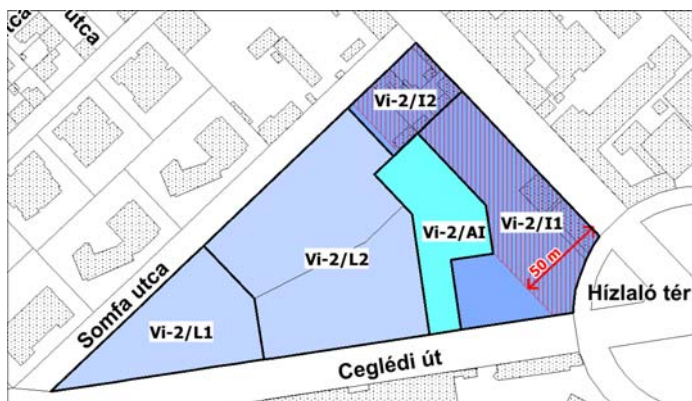 utca
utca
Vi-2/I2
Vi-2/I1
Vi-2/AI
50 m
Vi-2/L2
Hízlaló tér
Somfa utca
Vi-2/L1
Ceglédi út